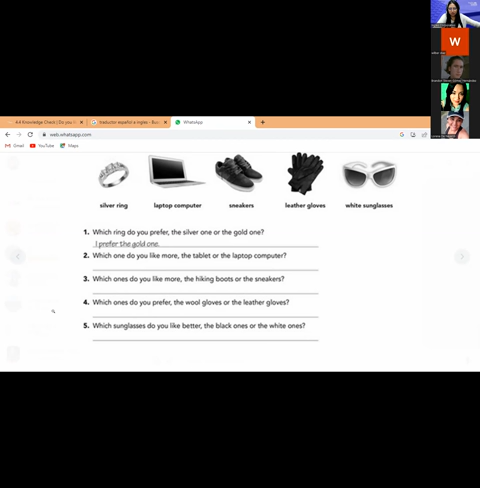 4.4 Knowledge Check | Do you
traductor español a ingles - Bus
WhatsApp
web.whatsapp.com
Gmail
YouTube
Maps
W
silver ring
laptop computer
sneakers
leather gloves
white sunglasses
1. Which ring do you prefer, the silver one or the gold one?
I prefer the gold one.
2. Which one do you like more, the tablet or the laptop computer?
3. Which ones do you like more, the hiking boots or the sneakers?
4. Which ones do you prefer, the wool gloves or the leather gloves?
5. Which sunglasses do you like better, the black ones or the white ones?